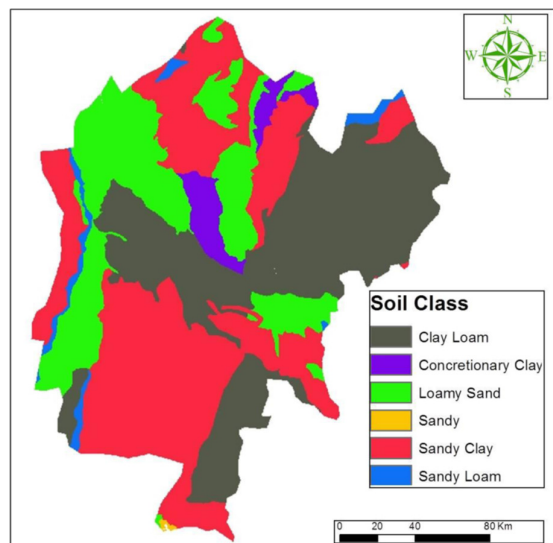 N
W E
S
Soil Class
Clay Loam
Concretionary Clay
Loamy Sand
Sandy
Sandy Clay
Sandy Loam
0 20 40 80 Km